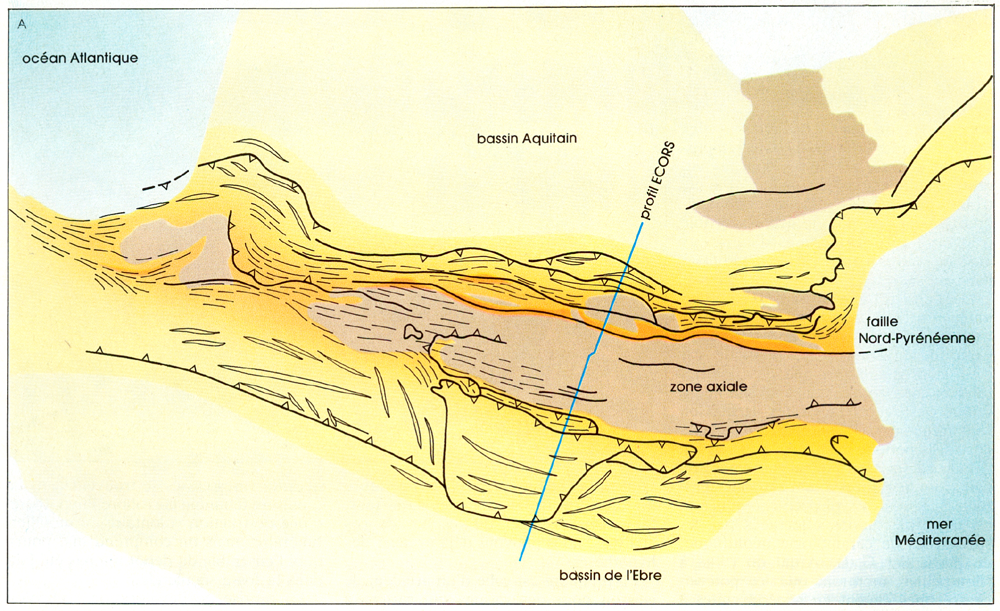 A
océan Atlantique
bassin Aquitain
profil ECORS
faille
Nord-Pyrénéenne
zone axiale
mer
Méditerranée
bassin de l'Ebre